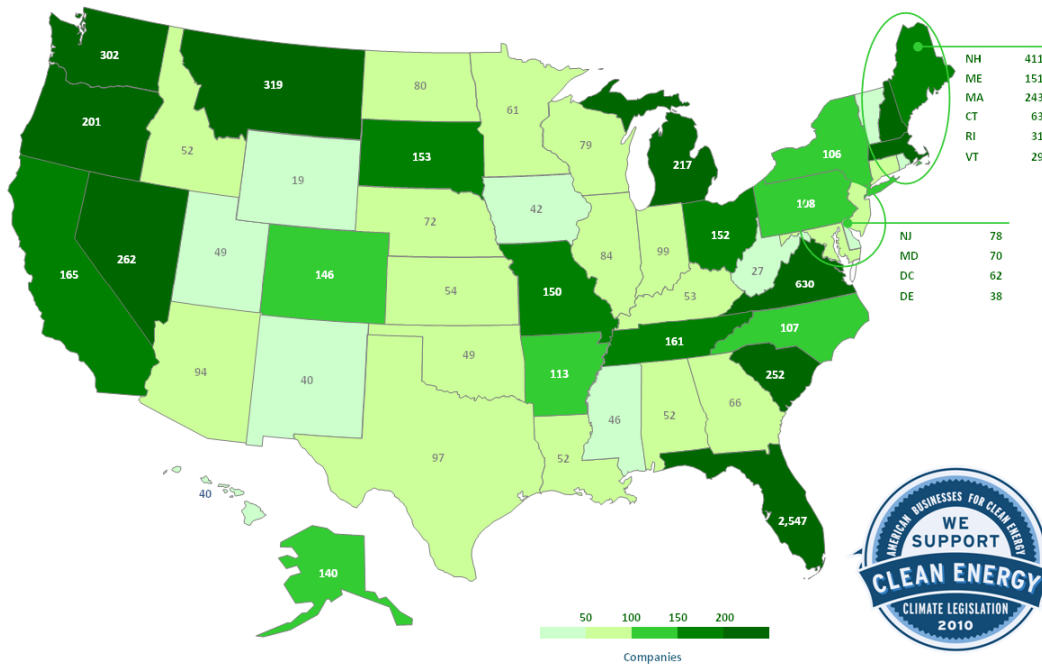 302
319
80
61
NH 411
ME 151
MA 243
CT 63
RI 31
VT 29
201
52
19
153
79
217
106
72
42
108
49
262
165
146
54
84
99
152
27
630
53
150
NJ 78
MD 70
DC 62
DE 38
94
40
49
113
161
107
252
46
52
66
97
52
2,547
40
140
AMERICAN BUSINESSES FOR CLEAN ENERGY
WE
SUPPORT
CLEAN ENERGY
CLIMATE LEGISLATION
2010
50 100 150 200
Companies